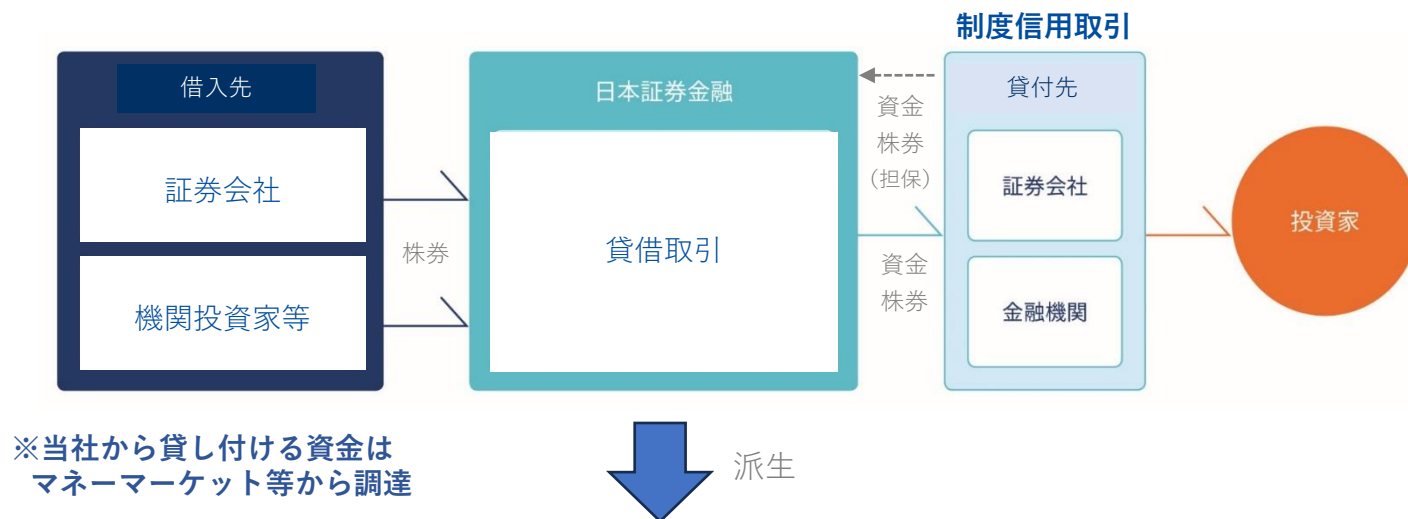 制度信用取引
借入先
証券会社
機関投資家等
株券
日本証券金融
貸借取引
資金
株券
(担保)
資金
株券
貸付先
証券会社
金融機関
投資家
※当社から貸し付ける資金は
マネーマーケット等から調達
派生